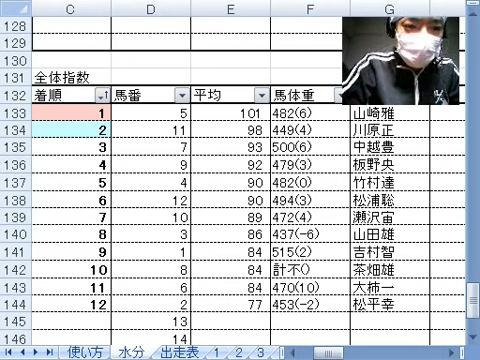 C D E F G
128
129
130
131 全体指数
132 着順 馬番 平均 馬体重
133 1 5 101 482(6) 山崎雅
134 2 11 98 449(4) 川原正
135 3 7 93 500(6) 中越豊
136 4 9 92 479(3) 板野央
137 5 4 90 482(0) 竹村達
138 6 12 90 494(3) 松浦聡
139 7 10 89 472(4) 瀬沢宙
140 8 3 86 437(-6) 山田雄
141 9 1 84 515(2) 吉村智
142 10 8 84 計不() 茶畑雄
143 11 6 84 470(10) 大柿一
144 12 2 77 453(-2) 松平幸
145 13
146 14
使い方 水分 出走表 1 2 3